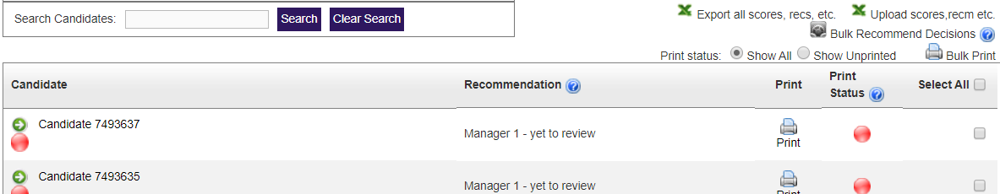 Search Candidates: Search Clear Search
Export all scores, recs, etc. Upload scores,recm etc.
Bulk Recommend Decisions
Print status: Show All Show Unprinted Bulk Print
Candidate Recommendation Print Print Status Select All
Candidate 7493637 Manager 1 - yet to review Print
Candidate 7493635 Manager 1 - yet to review Print